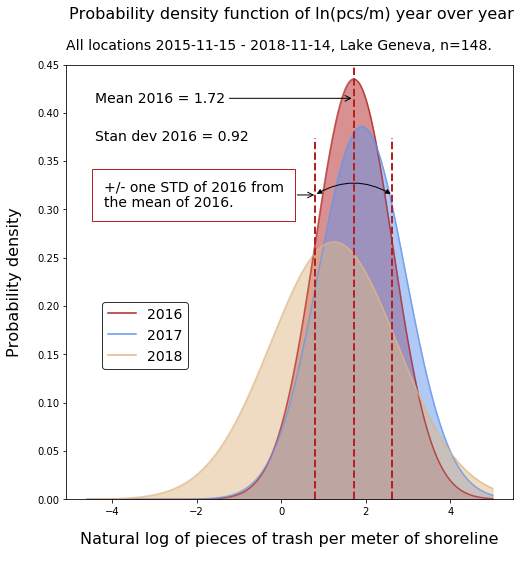 Probability density function of ln(pcs/m) year over year
All locations 2015-11-15 - 2018-11-14, Lake Geneva, n=148.
0.45
0.40
0.35
0.30
0.25
0.20
0.15
0.10
0.05
0.00
Probability density
Mean 2016 = 1.72
Stan dev 2016 = 0.92
+/- one STD of 2016 from
the mean of 2016.
2016
2017
2018
−4
−2
0
2
4
Natural log of pieces of trash per meter of shoreline